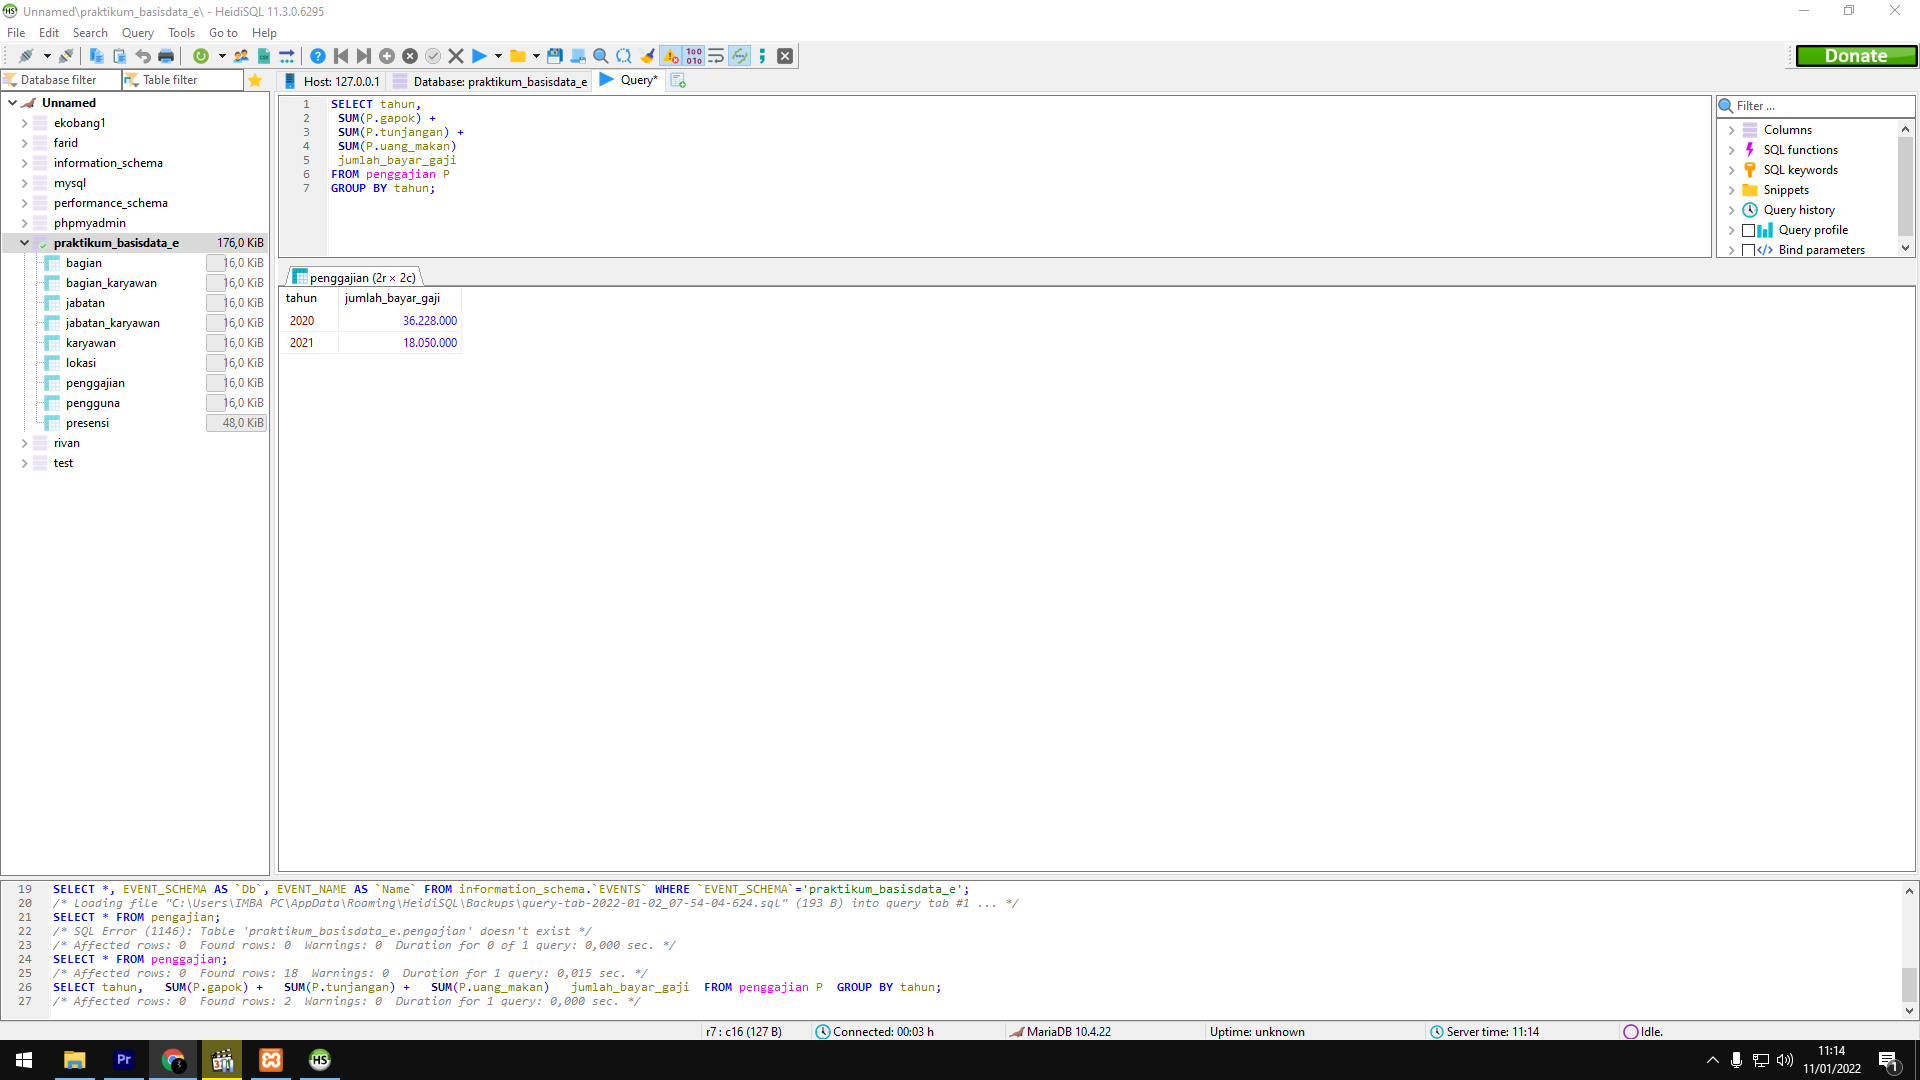 Unnamed\praktikum_basisdata_e\ - HeidiSQL 11.3.0.6295
File Edit Search Query Tools Go to Help
Donate
Database filter Table filter
Host: 127.0.0.1 Database: praktikum_basisdata_e Query*
Unnamed
ekobang1
farid
information_schema
mysql
performance_schema
phpmyadmin
praktikum_basisdata_e 176,0 KiB
bagian 16,0 KiB
bagian_karyawan 16,0 KiB
jabatan 16,0 KiB
jabatan_karyawan 16,0 KiB
karyawan 16,0 KiB
lokasi 16,0 KiB
penggajian 16,0 KiB
pengguna 16,0 KiB
presensi 48,0 KiB
rivan
test
1 SELECT tahun,
2 SUM(P.gapok) +
3 SUM(P.tunjangan) +
4 SUM(P.uang_makan)
5 jumlah_bayar_gaji
6 FROM penggajian P
7 GROUP BY tahun;
Filter ...
Columns
SQL functions
SQL keywords
Snippets
Query history
Query profile
Bind parameters
penggajian (2r × 2c)
tahun jumlah_bayar_gaji
2020 36.228.000
2021 18.050.000
19 SELECT *, EVENT_SCHEMA AS `Db`, EVENT_NAME AS `Name` FROM information_schema.`EVENTS` WHERE `EVENT_SCHEMA`='praktikum_basisdata_e';
20 /* Loading file "C:\Users\IMBA PC\AppData\Roaming\HeidiSQL\Backups\query-tab-2022-01-02_07-54-04-624.sql" (193 B) into query tab #1 ... */
21 SELECT * FROM pengajian;
22 /* SQL Error (1146): Table 'praktikum_basisdata_e.pengajian' doesn't exist */
23 /* Affected rows: 0 Found rows: 0 Warnings: 0 Duration for 0 of 1 query: 0,000 sec. */
24 SELECT * FROM penggajian;
25 /* Affected rows: 0 Found rows: 18 Warnings: 0 Duration for 1 query: 0,015 sec. */
26 SELECT tahun, SUM(P.gapok) + SUM(P.tunjangan) + SUM(P.uang_makan) jumlah_bayar_gaji FROM penggajian P GROUP BY tahun;
27 /* Affected rows: 0 Found rows: 2 Warnings: 0 Duration for 1 query: 0,000 sec. */
r7 : c16 (127 B) Connected: 00:03 h MariaDB 10.4.22 Uptime: unknown Server time: 11:14 Idle.
Pr HS
11:14
11/01/2022
1